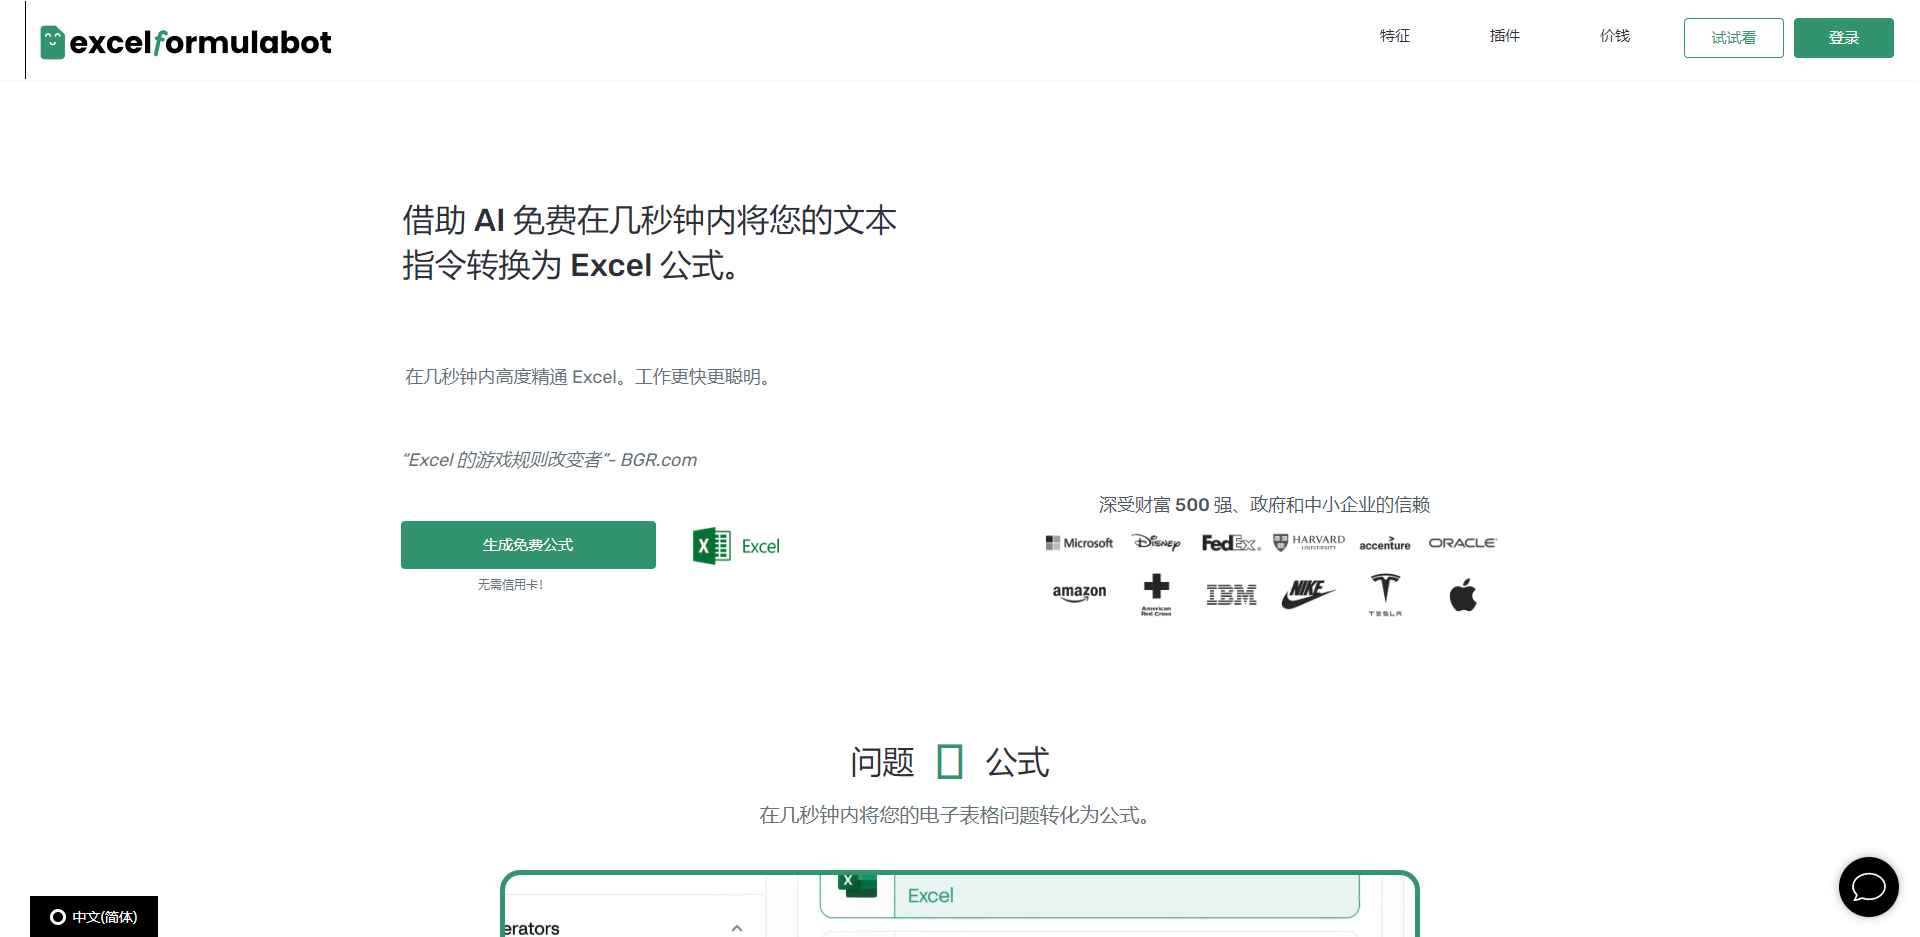 excelformulabot
特征
插件
价钱
试试看
登录
借助 AI 免费在几秒钟内将您的文本
指令转换为 Excel 公式。
在几秒钟内高度精通 Excel。工作更快更聪明。
“Excel 的游戏规则改变者”- BGR.com
生成免费公式
X Excel
无需信用卡！
深受财富 500 强、政府和中小企业的信赖
Microsoft Disney FedEx. HARVARD UNIVERSITY accenture ORACLE
amazon American Red Cross IBM NIKE TESLA
问题 公式
在几秒钟内将您的电子表格问题转化为公式。
X Excel
erators
中文(简体)